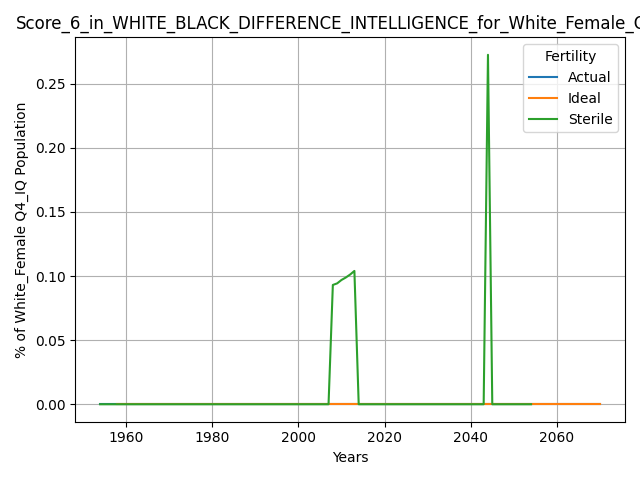 Score_6_in_WHITE_BLACK_DIFFERENCE_INTELLIGENCE_for_White_Female_
Fertility
Actual
Ideal
Sterile
0.25
0.20
0.15
0.10
0.05
0.00
% of White_Female Q4_IQ Population
1960
1980
2000
2020
2040
2060
Years